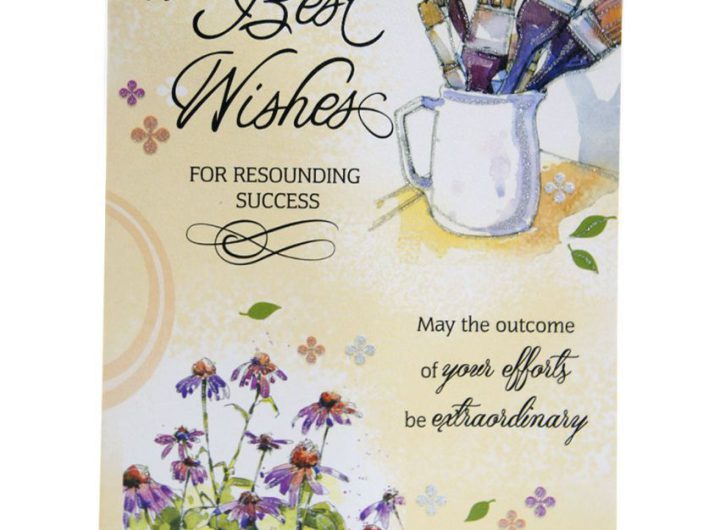 Best
Wishes
FOR RESOUNDING
SUCCESS
May the outcome
of your efforts
be extraordinary